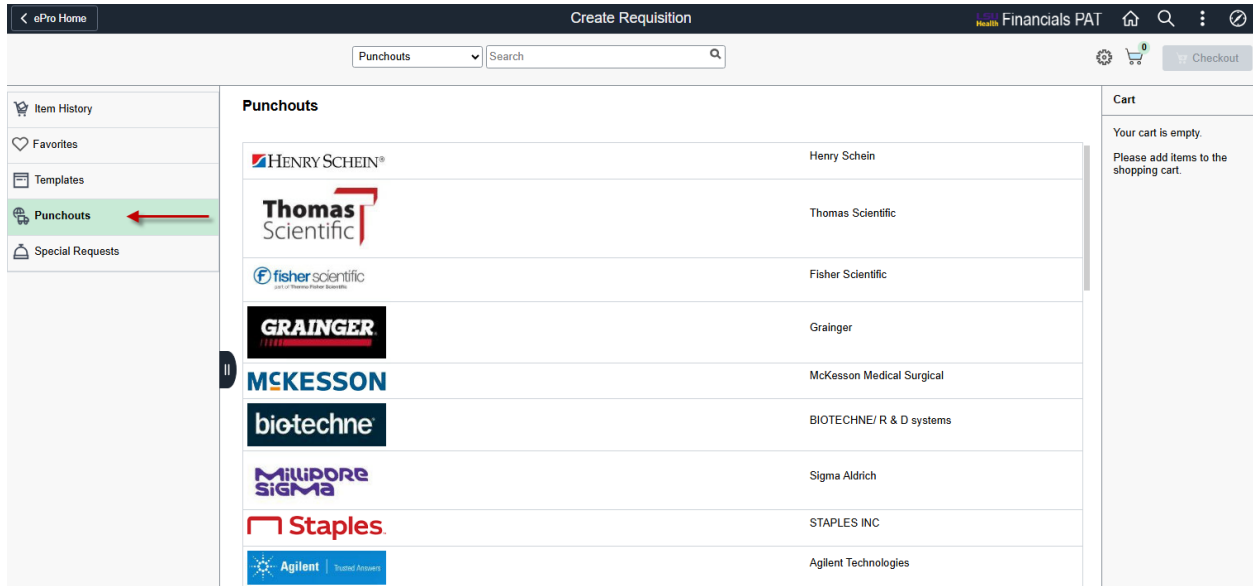 ePro Home
Create Requisition
Health Financials PAT
Punchouts
Search
0
Checkout
Item History
Favorites
Templates
Punchouts
Special Requests
Punchouts
HENRY SCHEIN®
Henry Schein
Thomas
Scientific
Thomas Scientific
fisher scientific
part of Thermo Fisher Scientific
Fisher Scientific
GRAINGER
Grainger
MCKESSON
McKesson Medical Surgical
bio-techne
BIOTECHNE/ R & D systems
MILLIPORE
SIGMA
Sigma Aldrich
Staples
STAPLES INC
Agilent
Trusted Answers
Agilent Technologies
Cart
Your cart is empty.
Please add items to the
shopping cart.